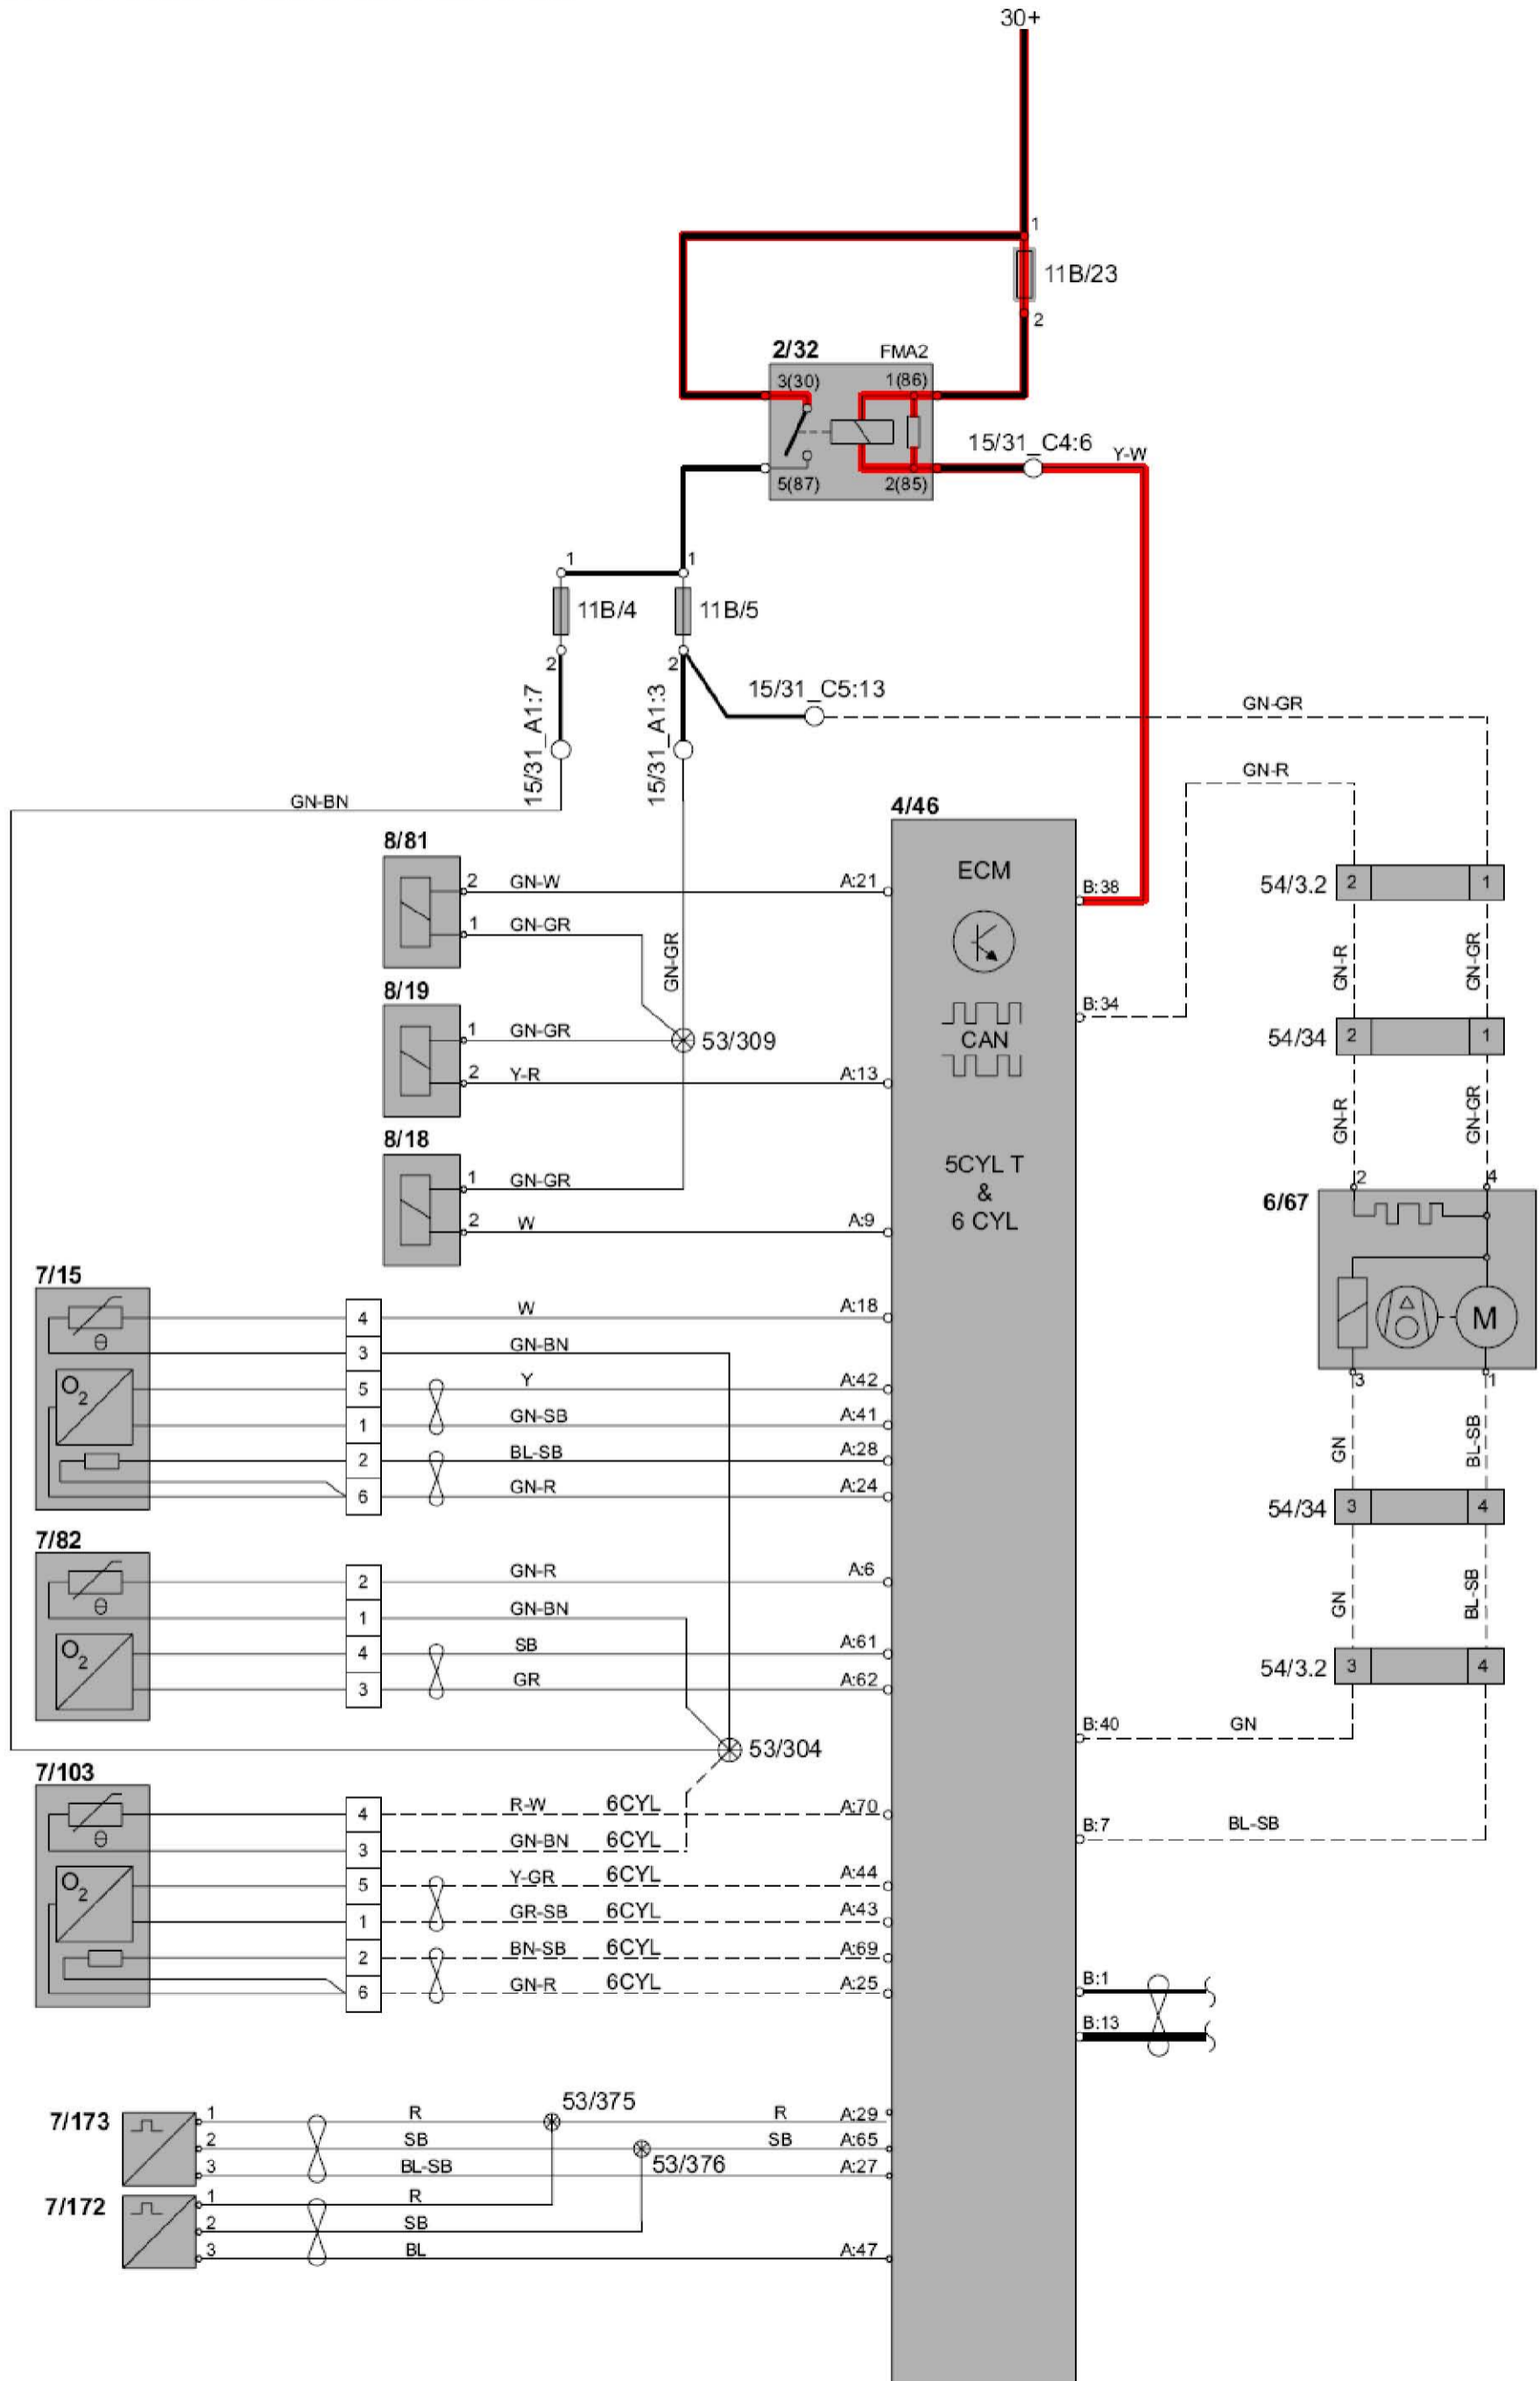 30+
1
11B/23
2
2/32 FMA2
3(30) 1(86)
15/31_C4:6 Y-W
5(87) 2(85)
1 1
11B/4 11B/5
2 2
15/31_A1:7 15/31_A1:3 15/31_C5:13
GN-GR
GN-R
GN-BN
4/46
8/81
ECM
2 GN-W A:21
B:38
54/3.2 2 1
1 GN-GR
GN-GR
GN-R GN-GR
8/19
B:34
1 GN-GR
53/309
CAN
54/34 2 1
2 Y-R A:13
GN-R GN-GR
8/18
5CYL T
&
6 CYL
1 GN-GR
2 W A:9
2 4
6/67
7/15
θ
4 W A:18
M
3 GN-BN
O2
5 Y A:42
3 1
1 GN-SB A:41
2 BL-SB A:28
GN BL-SB
6 GN-R A:24
54/34 3 4
7/82
θ
2 GN-R A:6
1 GN-BN
GN BL-SB
O2
4 SB A:61
3 GR A:62
54/3.2 3 4
B:40 GN
53/304
7/103
θ
4 R-W 6CYL A:70
B:7 BL-SB
3 GN-BN 6CYL
O2
5 Y-GR 6CYL A:44
1 GR-SB 6CYL A:43
2 BN-SB 6CYL A:69
6 GN-R 6CYL A:25
B:1
B:13
53/375
7/173
1 R R A:29
2 SB SB A:65
53/376
3 BL-SB A:27
7/172
1 R
2 SB
3 BL A:47